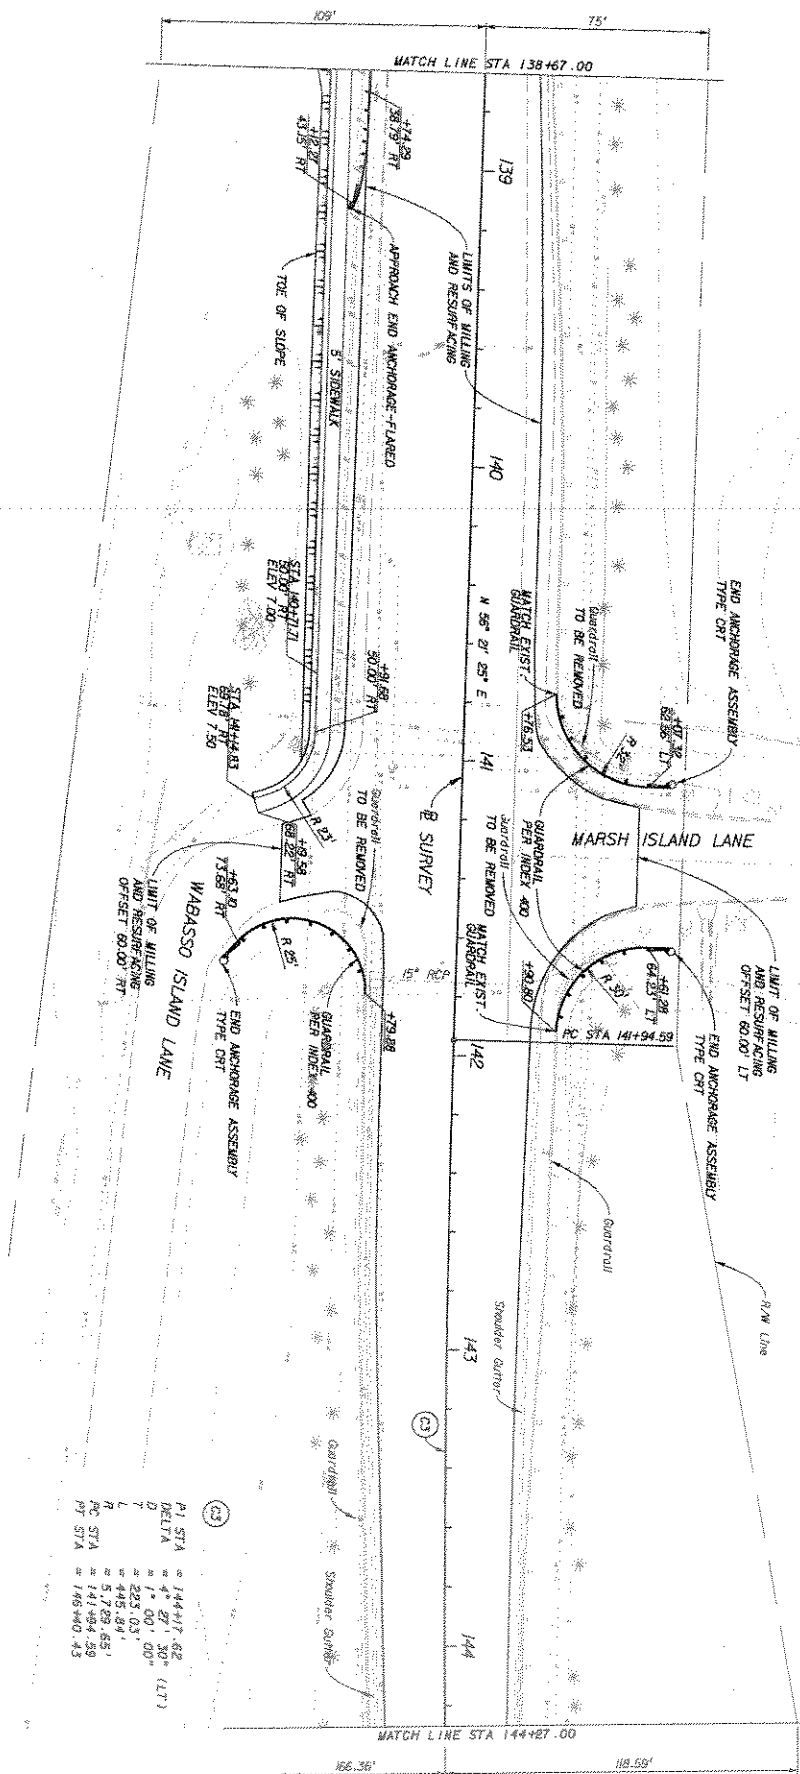 109'
75'
MATCH LINE STA 138+67.00
+74.29
38.79' RT
43.15' RT
139
LIMITS OF MILLING
AND RESURFACING
APPROACH END ANCHORAGE-FLARED
TOE OF SLOPE
5' SIDEWALK
140
N 56° 21' 25" E
STA 140+71.71
50.00' RT
ELEV 7.00
+91.68
50.00' RT
STA 141+14.83
ELEV 7.50
R 23'
+19.58
68.22' RT
MATCH EXIST.
GUARDRAIL
+76.53
Guardrail
TO BE REMOVED
END ANCHORAGE ASSEMBLY
TYPE CRT
+07.32
141
℄ SURVEY
MARSH ISLAND LANE
GUARDRAIL
PER INDEX 400
Guardrail
TO BE REMOVED
MATCH EXIST.
GUARDRAIL
+90.80
R 30'
+61.28
64.23' LT
END ANCHORAGE ASSEMBLY
TYPE CRT
LIMIT OF MILLING
AND RESURFACING
OFFSET 60.00' LT
PC STA 141+94.59
Guardrail
TO BE REMOVED
+63.10
73.68' RT
LIMIT OF MILLING
AND RESURFACING
OFFSET 60.00' RT
WABASSO ISLAND LANE
R 25'
15" RCP
+79.88
GUARDRAIL
PER INDEX 400
END ANCHORAGE ASSEMBLY
TYPE CRT
142
Guardrail
R/W Line
Shoulder Gutter
143
C3
Guardrail
Shoulder Gutter
144
C3
PI STA = 144+17.62
DELTA = 4° 27' 30" (LT)
D = 1° 00' 00"
T = 223.03'
L = 445.84'
R = 5,729.65'
PC STA = 141+94.59
PT STA = 146+40.43
MATCH LINE STA 144+27.00
166.36'
118.59'